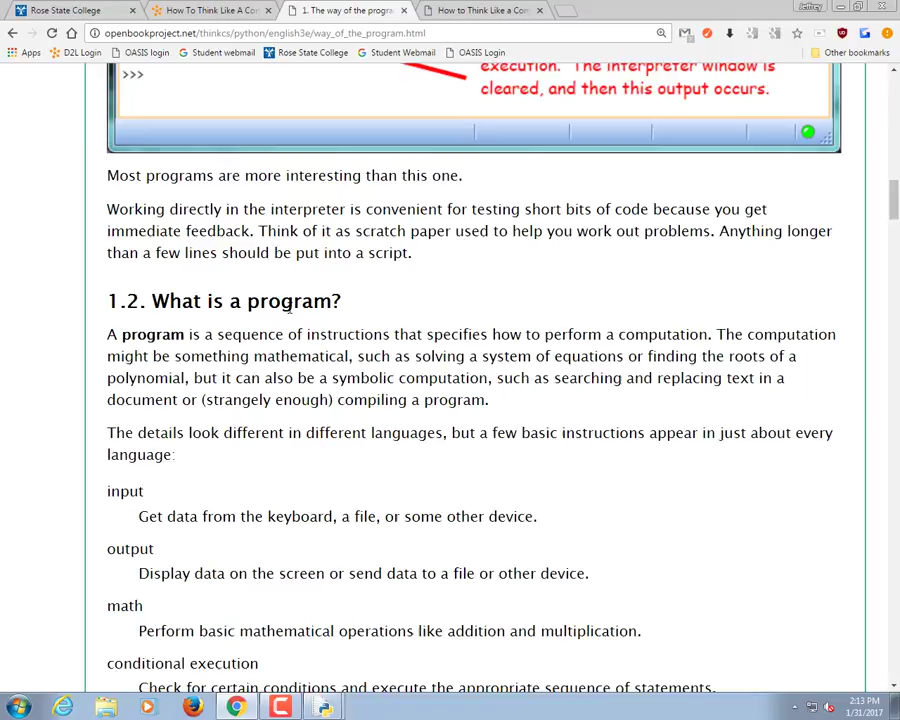 Jeffrey
Rose State College
How To Think Like A Con
1. The way of the progra
How to Think Like a Com
openbookproject.net/thinkcs/python/english3e/way_of_the_program.html
Apps D2L Login OASIS login Student webmail Rose State College Student Webmail OASIS Login Other bookmarks
>>> execution. The interpreter window is
cleared, and then this output occurs.
Most programs are more interesting than this one.
Working directly in the interpreter is convenient for testing short bits of code because you get
immediate feedback. Think of it as scratch paper used to help you work out problems. Anything longer
than a few lines should be put into a script.
1.2. What is a program?
A program is a sequence of instructions that specifies how to perform a computation. The computation
might be something mathematical, such as solving a system of equations or finding the roots of a
polynomial, but it can also be a symbolic computation, such as searching and replacing text in a
document or (strangely enough) compiling a program.
The details look different in different languages, but a few basic instructions appear in just about every
language:
input
Get data from the keyboard, a file, or some other device.
output
Display data on the screen or send data to a file or other device.
math
Perform basic mathematical operations like addition and multiplication.
conditional execution
Check for certain conditions and execute the appropriate sequence of statements.
2:13 PM
1/31/2017